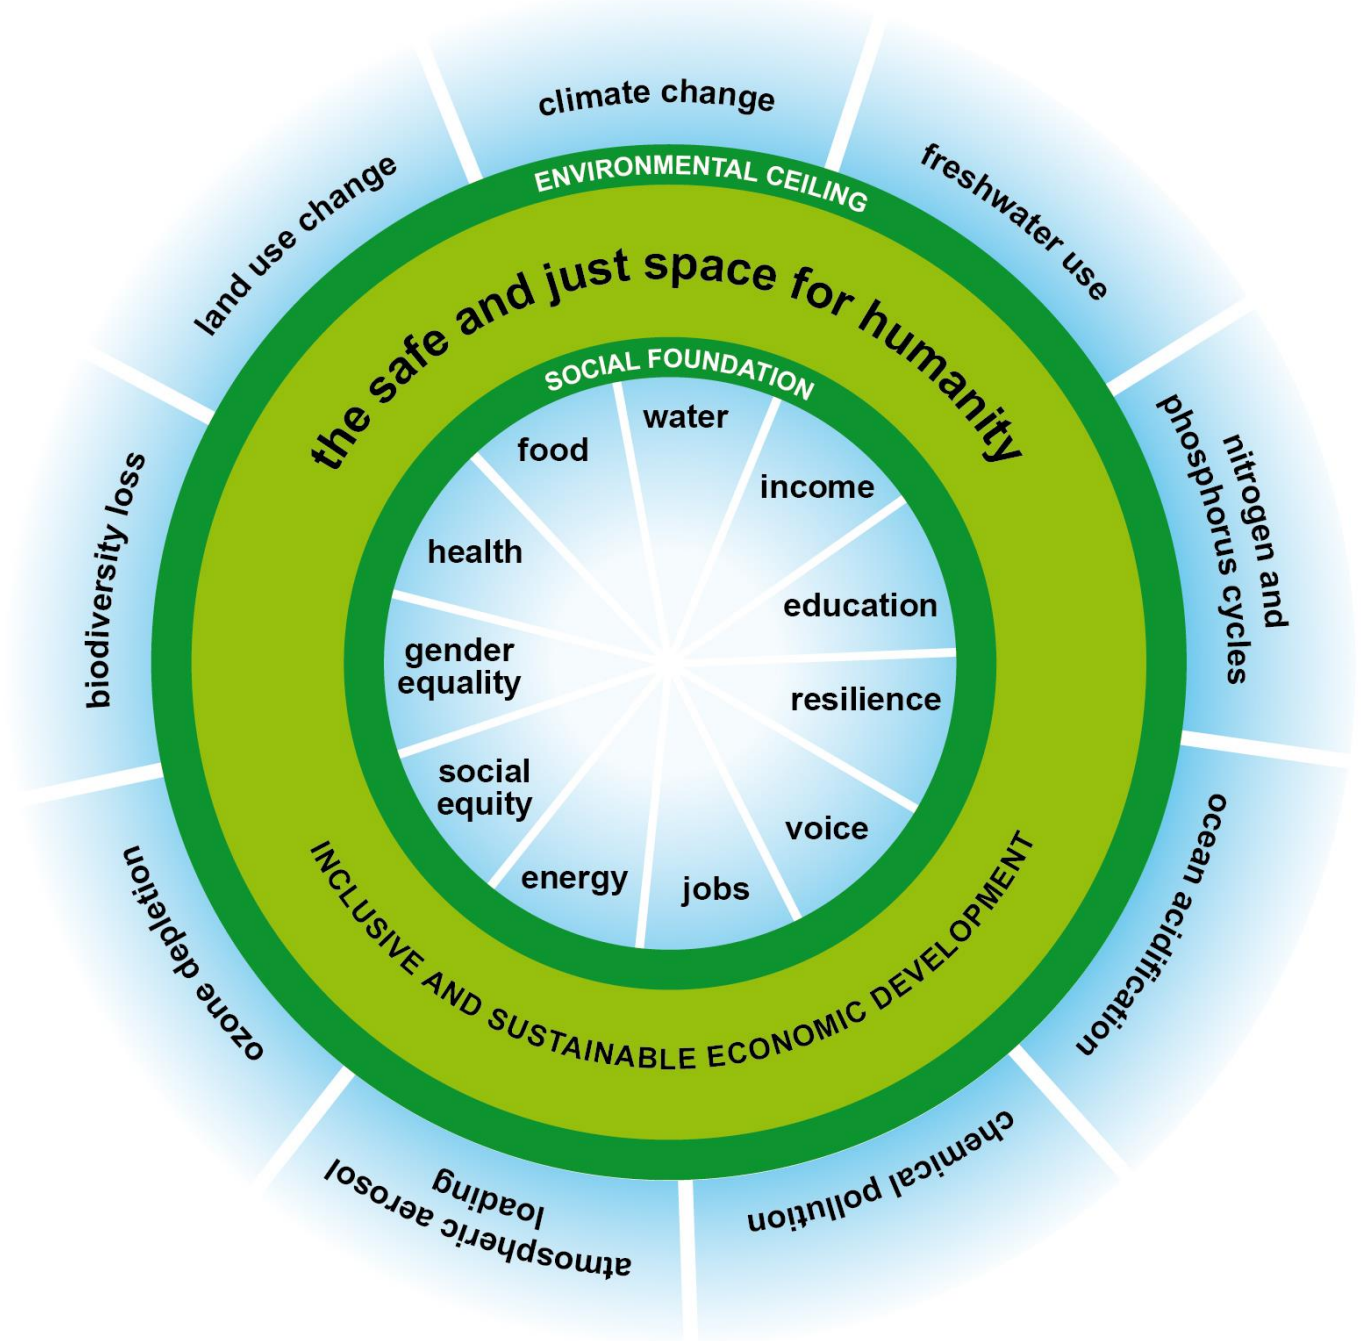 climate change
freshwater use
nitrogen and
phosphorus cycles
ocean acidification
chemical pollution
atmospheric aerosol
loading
ozone depletion
biodiversity loss
land use change
ENVIRONMENTAL CEILING
the safe and just space for humanity
SOCIAL FOUNDATION
water
income
education
resilience
voice
jobs
energy
social
equity
gender
equality
health
food
INCLUSIVE AND SUSTAINABLE ECONOMIC DEVELOPMENT